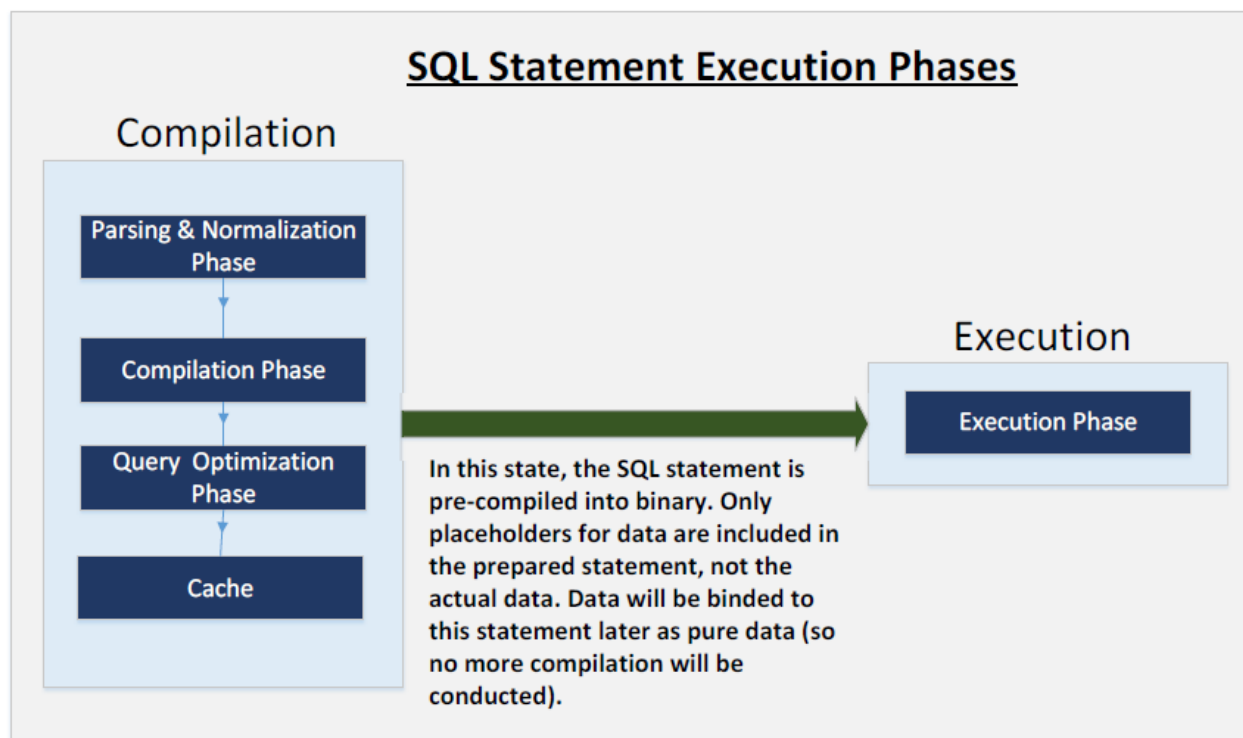 SQL Statement Execution Phases
Compilation
Parsing & Normalization
Phase
Compilation Phase
Query Optimization
Phase
Cache
In this state, the SQL statement is
pre-compiled into binary. Only
placeholders for data are included in
the prepared statement, not the
actual data. Data will be binded to
this statement later as pure data (so
no more compilation will be
conducted).
Execution
Execution Phase